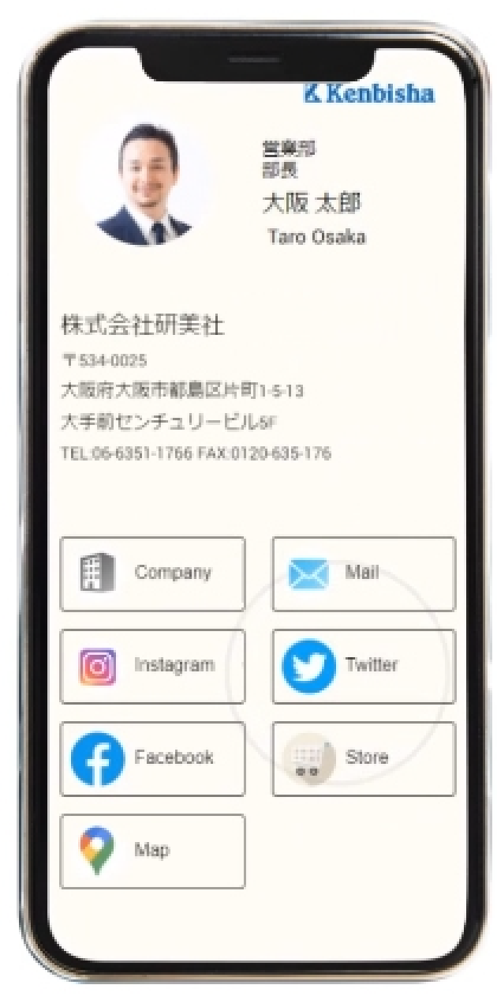 Kenbisha
営業部
部長
大阪 太郎
Taro Osaka
株式会社研美社
〒534-0025
大阪府大阪市都島区片町1-5-13
大手前センチュリービル5F
TEL:06-6351-1766 FAX:0120-635-176
Company
Mail
Instagram
Twitter
Facebook
Store
Map